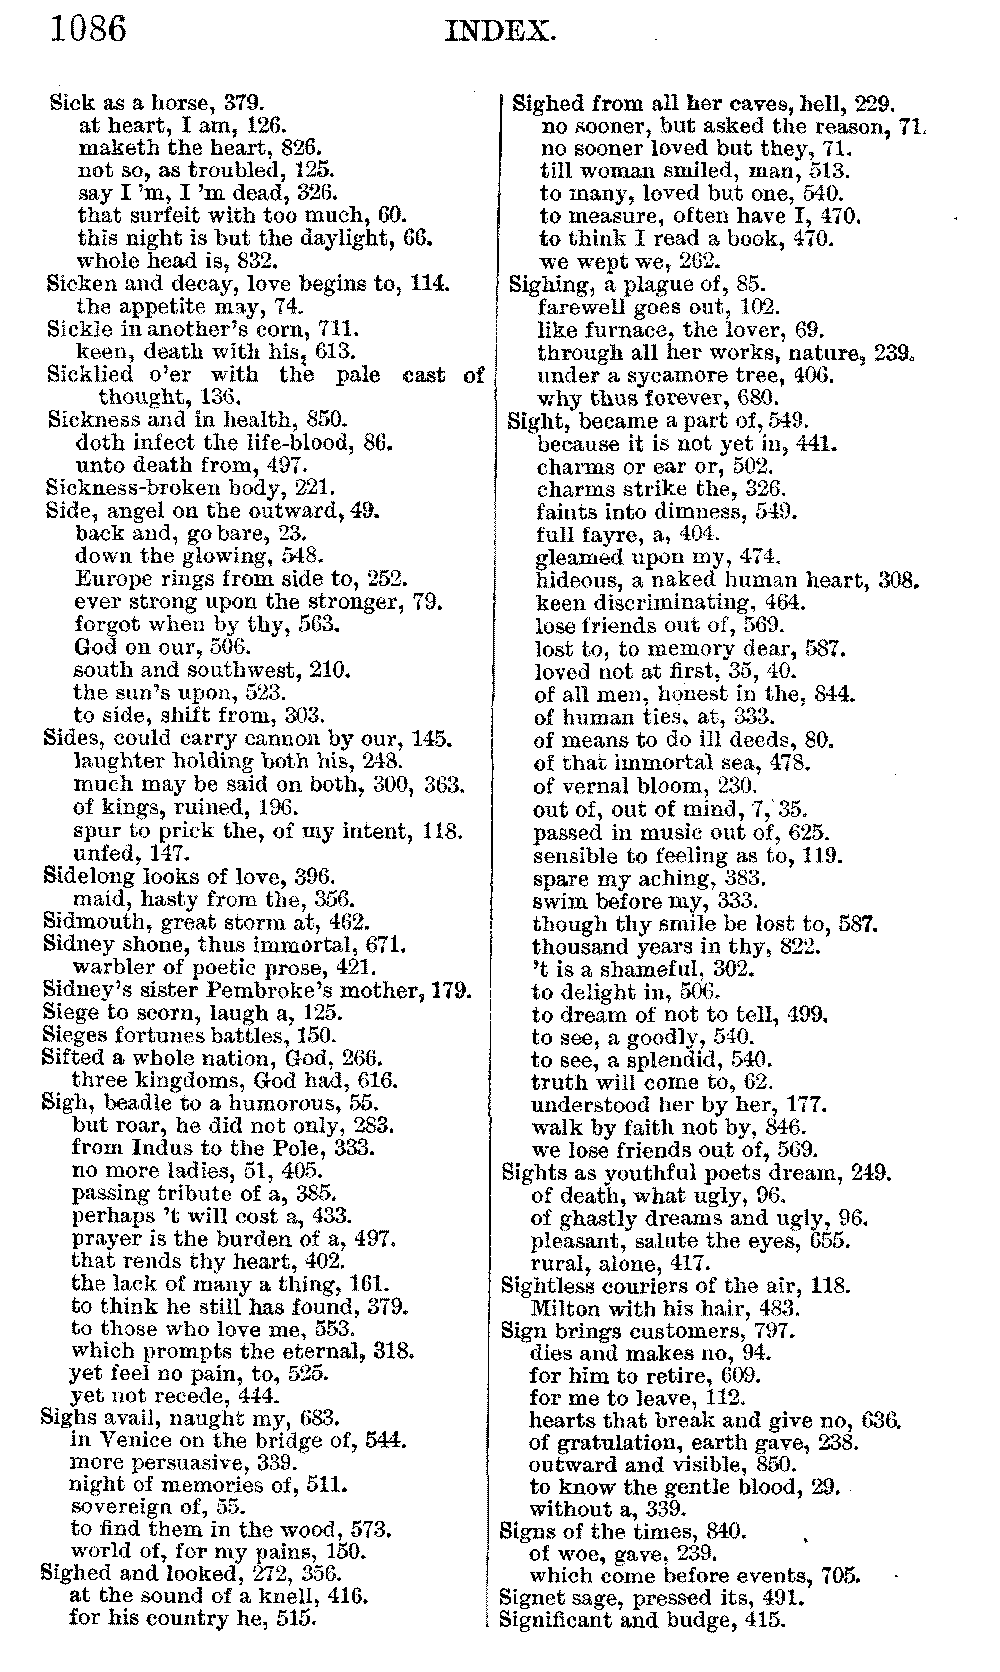 1086
INDEX.
Sick as a horse, 379.
at heart, I am, 126.
maketh the heart, 826.
not so, as troubled, 125.
say I 'm, I 'm dead, 326.
that surfeit with too much, 60.
this night is but the daylight, 66.
whole head is, 832.
Sicken and decay, love begins to, 114.
the appetite may, 74.
Sickle in another's corn, 711.
keen, death with his, 613.
Sicklied o'er with the pale cast of
thought, 136.
Sickness and in health, 850.
doth infect the life-blood, 86.
unto death from, 497.
Sickness-broken body, 221.
Side, angel on the outward, 49.
back and, go bare, 23.
down the glowing, 548.
Europe rings from side to, 252.
ever strong upon the stronger, 79.
forgot when by thy, 563.
God on our, 506.
south and southwest, 210.
the sun's upon, 523.
to side, shift from, 303.
Sides, could carry cannon by our, 145.
laughter holding both his, 248.
much may be said on both, 300, 363.
of kings, ruined, 196.
spur to prick the, of my intent, 118.
unfed, 147.
Sidelong looks of love, 396.
maid, hasty from the, 356.
Sidmouth, great storm at, 462.
Sidney shone, thus immortal, 671.
warbler of poetic prose, 421.
Sidney's sister Pembroke's mother, 179.
Siege to scorn, laugh a, 125.
Sieges fortunes battles, 150.
Sifted a whole nation, God, 266.
three kingdoms, God had, 616.
Sigh, beadle to a humorous, 55.
but roar, he did not only, 283.
from Indus to the Pole, 333.
no more ladies, 51, 405.
passing tribute of a, 385.
perhaps 't will cost a, 433.
prayer is the burden of a, 497.
that rends thy heart, 402.
the lack of many a thing, 161.
to think he still has found, 379.
to those who love me, 553.
which prompts the eternal, 318.
yet feel no pain, to, 525.
yet not recede, 444.
Sighs avail, naught my, 683.
in Venice on the bridge of, 544.
more persuasive, 339.
night of memories of, 511.
sovereign of, 55.
to find them in the wood, 573.
world of, for my pains, 150.
Sighed and looked, 272, 356.
at the sound of a knell, 416.
for his country he, 515.
Sighed from all her caves, hell, 229.
no sooner, but asked the reason, 71.
no sooner loved but they, 71.
till woman smiled, man, 513.
to many, loved but one, 540.
to measure, often have I, 470.
to think I read a book, 470.
we wept we, 262.
Sighing, a plague of, 85.
farewell goes out, 102.
like furnace, the lover, 69.
through all her works, nature, 239.
under a sycamore tree, 406.
why thus forever, 680.
Sight, became a part of, 549.
because it is not yet in, 441.
charms or ear or, 502.
charms strike the, 326.
faints into dimness, 549.
full fayre, a, 404.
gleamed upon my, 474.
hideous, a naked human heart, 308.
keen discriminating, 464.
lose friends out of, 569.
lost to, to memory dear, 587.
loved not at first, 35, 40.
of all men, honest in the, 844.
of human ties, at, 333.
of means to do ill deeds, 80.
of that immortal sea, 478.
of vernal bloom, 230.
out of, out of mind, 7, 35.
passed in music out of, 625.
sensible to feeling as to, 119.
spare my aching, 383.
swim before my, 333.
though thy smile be lost to, 587.
thousand years in thy, 822.
't is a shameful, 302.
to delight in, 506.
to dream of not to tell, 499.
to see, a goodly, 540.
to see, a splendid, 540.
truth will come to, 62.
understood her by her, 177.
walk by faith not by, 846.
we lose friends out of, 569.
Sights as youthful poets dream, 249.
of death, what ugly, 96.
of ghastly dreams and ugly, 96.
pleasant, salute the eyes, 655.
rural, alone, 417.
Sightless couriers of the air, 118.
Milton with his hair, 483.
Sign brings customers, 797.
dies and makes no, 94.
for him to retire, 609.
for me to leave, 112.
hearts that break and give no, 636.
of gratulation, earth gave, 238.
outward and visible, 850.
to know the gentle blood, 29.
without a, 339.
Signs of the times, 840.
of woe, gave, 239.
which come before events, 705.
Signet sage, pressed its, 491.
Significant and budge, 415.